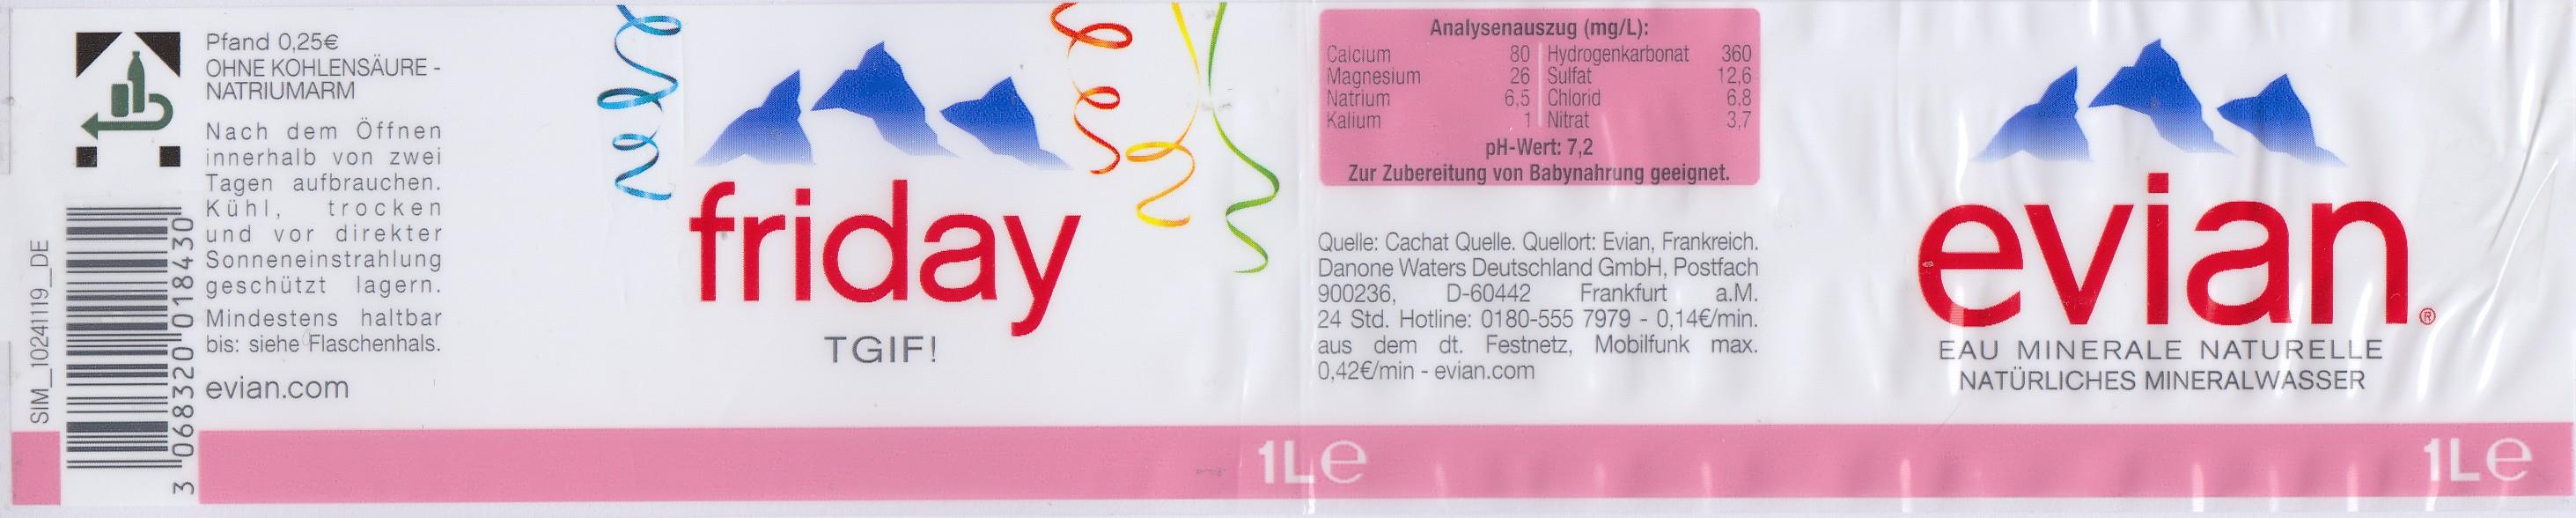 SIM_10241119_DE
3 068320 018430
Pfand 0,25€
OHNE KOHLENSÄURE -
NATRIUMARM
Nach dem Öffnen
innerhalb von zwei
Tagen aufbrauchen.
Kühl, trocken
und vor direkter
Sonneneinstrahlung
geschützt lagern.
Mindestens haltbar
bis: siehe Flaschenhals.
evian.com
friday
TGIF!
Analysenauszug (mg/L):
Calcium 80 Hydrogenkarbonat 360
Magnesium 26 Sulfat 12,6
Natrium 6,5 Chlorid 6.8
Kalium 1 Nitrat 3,7
pH-Wert: 7,2
Zur Zubereitung von Babynahrung geeignet.
Quelle: Cachat Quelle. Quellort: Evian, Frankreich.
Danone Waters Deutschland GmbH, Postfach
900236, D-60442 Frankfurt a.M.
24 Std. Hotline: 0180-555 7979 - 0,14€/min.
aus dem dt. Festnetz, Mobilfunk max.
0,42€/min - evian.com
1L℮
evian®
EAU MINERALE NATURELLE
NATÜRLICHES MINERALWASSER
1L℮